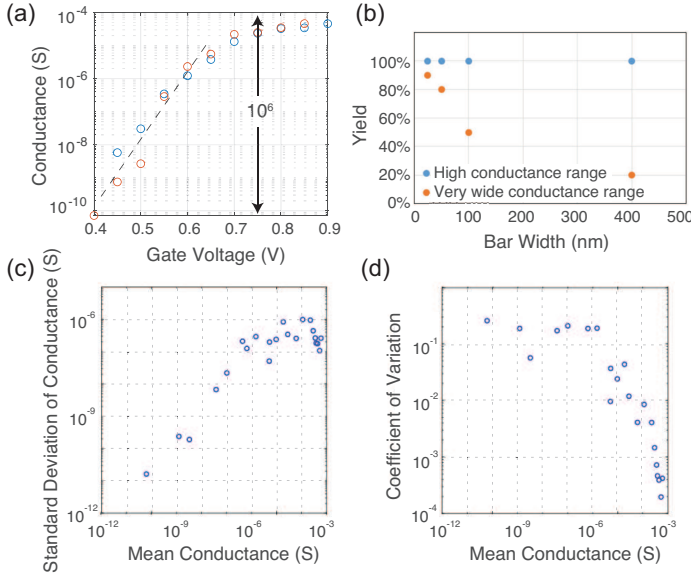 (a)
Conductance (S)
10⁻⁴
10⁻⁶
10⁻⁸
10⁻¹⁰
10⁶
0.4 0.5 0.6 0.7 0.8 0.9
Gate Voltage (V)
(b)
Yield
100%
80%
60%
40%
20%
0%
High conductance range
Very wide conductance range
0 100 200 300 400 500
Bar Width (nm)
(c)
Standard Deviation of Conductance (S)
10⁻⁶
10⁻⁹
10⁻¹²
10⁻¹² 10⁻⁹ 10⁻⁶ 10⁻³
Mean Conductance (S)
(d)
Coefficient of Variation
10⁰
10⁻¹
10⁻²
10⁻³
10⁻⁴
10⁻¹² 10⁻⁹ 10⁻⁶ 10⁻³
Mean Conductance (S)